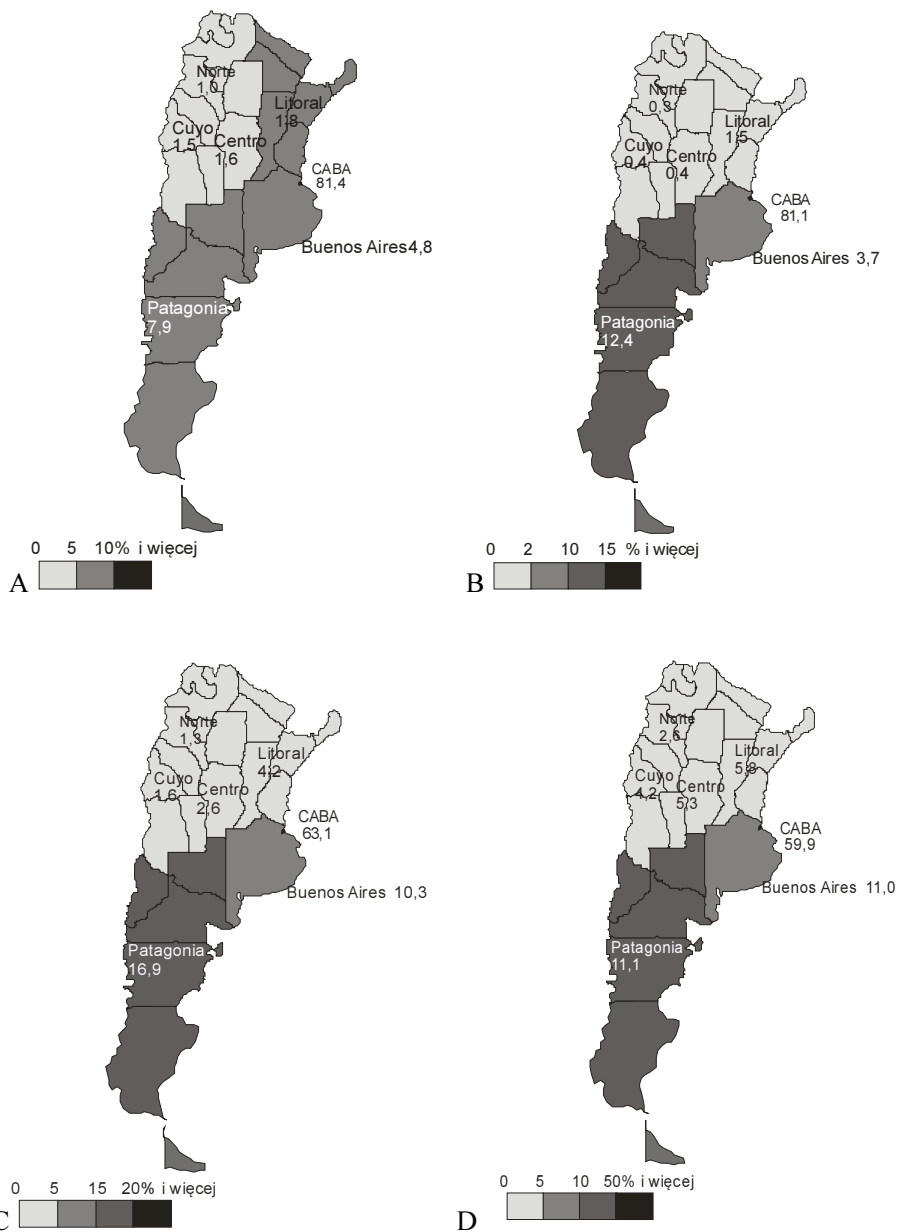 Norte
1,0
Litoral
1,8
Cuyo
1,5
Centro
1,6
CABA
81,4
Buenos Aires4,8
Patagonia
7,9
0 5 10% i więcej
A
Norte
0,3
Litoral
1,5
Cuyo
0,4
Centro
0,4
CABA
81,1
Buenos Aires 3,7
Patagonia
12,4
0 2 10 15 % i więcej
B
Norte
1,3
Litoral
4,2
Cuyo
1,6
Centro
2,6
CABA
63,1
Buenos Aires 10,3
Patagonia
16,9
0 5 15 20% i więcej
C
Norte
2,6
Litoral
5,8
Cuyo
4,2
Centro
5,3
CABA
59,9
Buenos Aires 11,0
Patagonia
11,1
0 5 10 50% i więcej
D